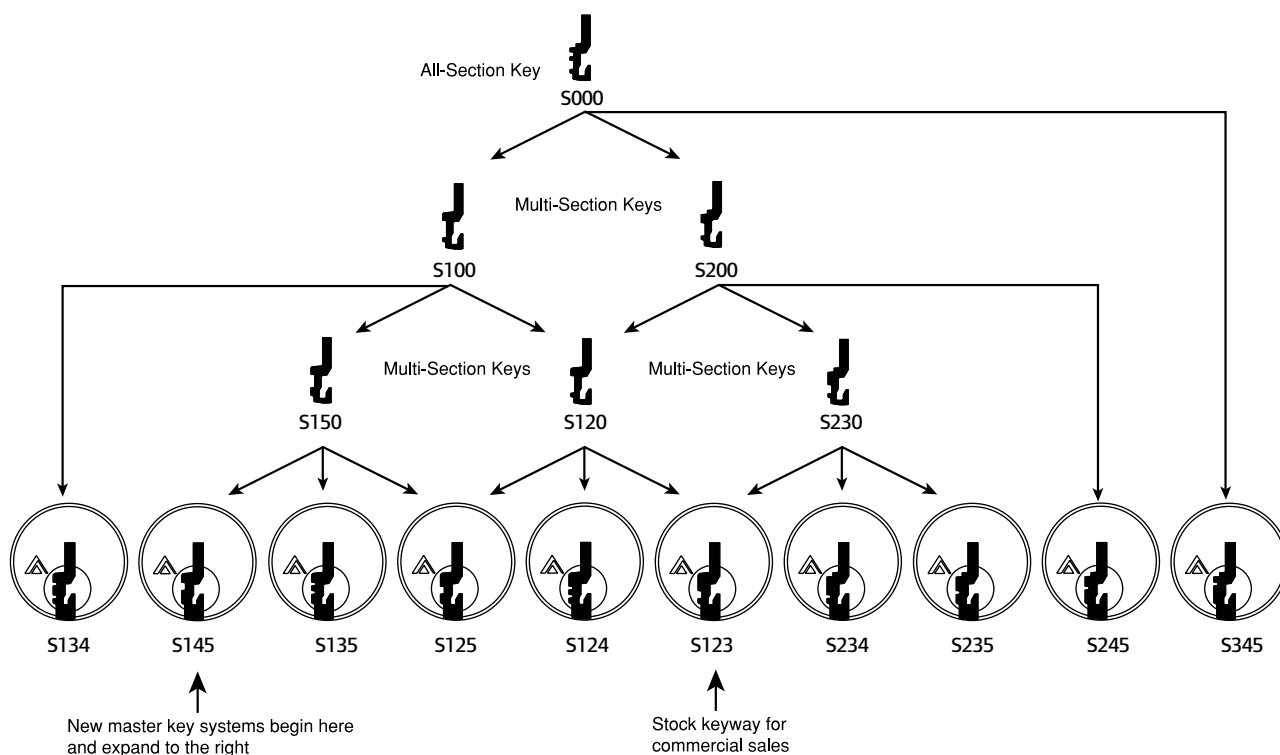 All-Section Key
S000
Multi-Section Keys
S100
S200
Multi-Section Keys
Multi-Section Keys
S150
S120
S230
S134
S145
S135
S125
S124
S123
S234
S235
S245
S345
New master key systems begin here
and expand to the right
Stock keyway for
commercial sales